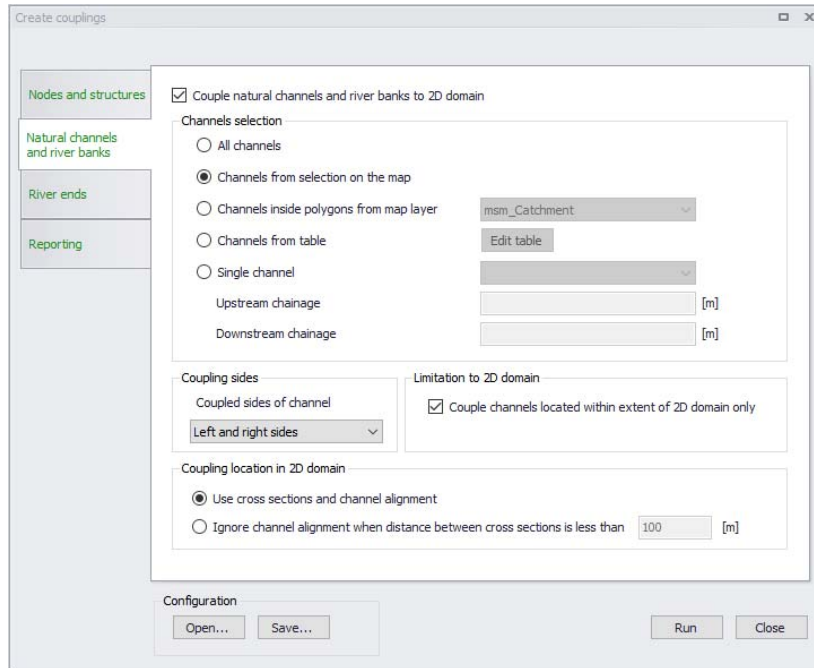 Create couplings
Nodes and structures
Natural channels
and river banks
River ends
Reporting
Couple natural channels and river banks to 2D domain
Channels selection
All channels
Channels from selection on the map
Channels inside polygons from map layer msm_Catchment
Channels from table Edit table
Single channel
Upstream chainage [m]
Downstream chainage [m]
Coupling sides
Coupled sides of channel
Left and right sides
Limitation to 2D domain
Couple channels located within extent of 2D domain only
Coupling location in 2D domain
Use cross sections and channel alignment
Ignore channel alignment when distance between cross sections is less than 100 [m]
Configuration
Open... Save... Run Close